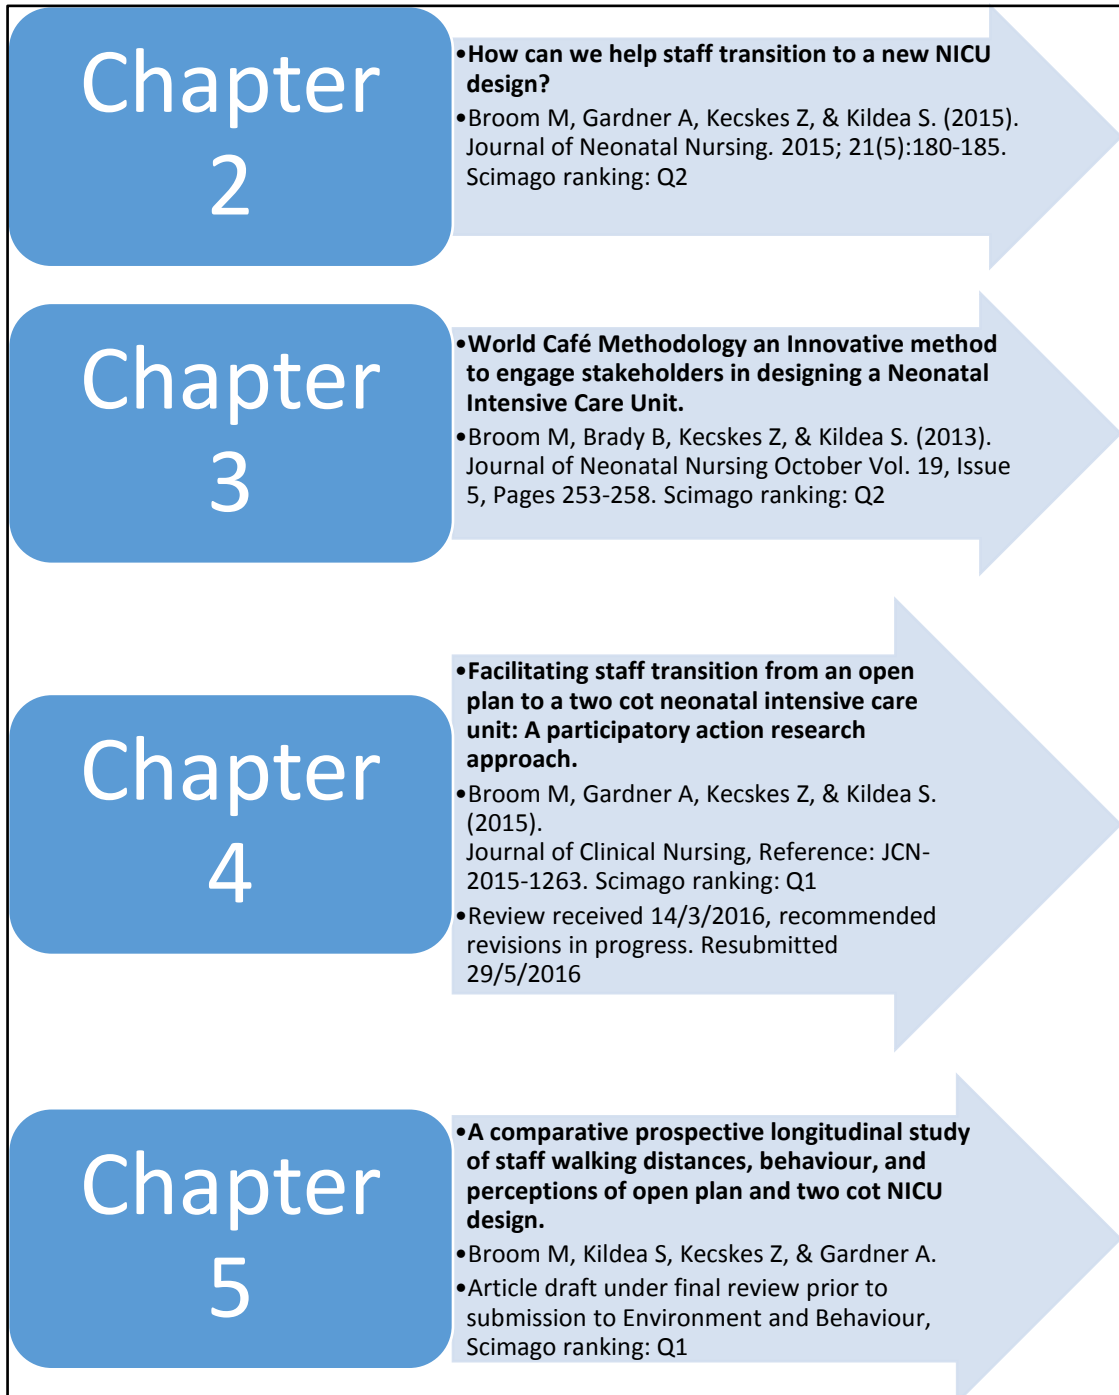 Chapter
2
•How can we help staff transition to a new NICU
design?
•Broom M, Gardner A, Kecskes Z, & Kildea S. (2015).
Journal of Neonatal Nursing. 2015; 21(5):180-185.
Scimago ranking: Q2
Chapter
3
•World Café Methodology an Innovative method
to engage stakeholders in designing a Neonatal
Intensive Care Unit.
•Broom M, Brady B, Kecskes Z, & Kildea S. (2013).
Journal of Neonatal Nursing October Vol. 19, Issue
5, Pages 253-258. Scimago ranking: Q2
Chapter
4
•Facilitating staff transition from an open
plan to a two cot neonatal intensive care
unit: A participatory action research
approach.
•Broom M, Gardner A, Kecskes Z, & Kildea S.
(2015).
Journal of Clinical Nursing, Reference: JCN-
2015-1263. Scimago ranking: Q1
•Review received 14/3/2016, recommended
revisions in progress. Resubmitted
29/5/2016
Chapter
5
•A comparative prospective longitudinal study
of staff walking distances, behaviour, and
perceptions of open plan and two cot NICU
design.
•Broom M, Kildea S, Kecskes Z, & Gardner A.
•Article draft under final review prior to
submission to Environment and Behaviour,
Scimago ranking: Q1